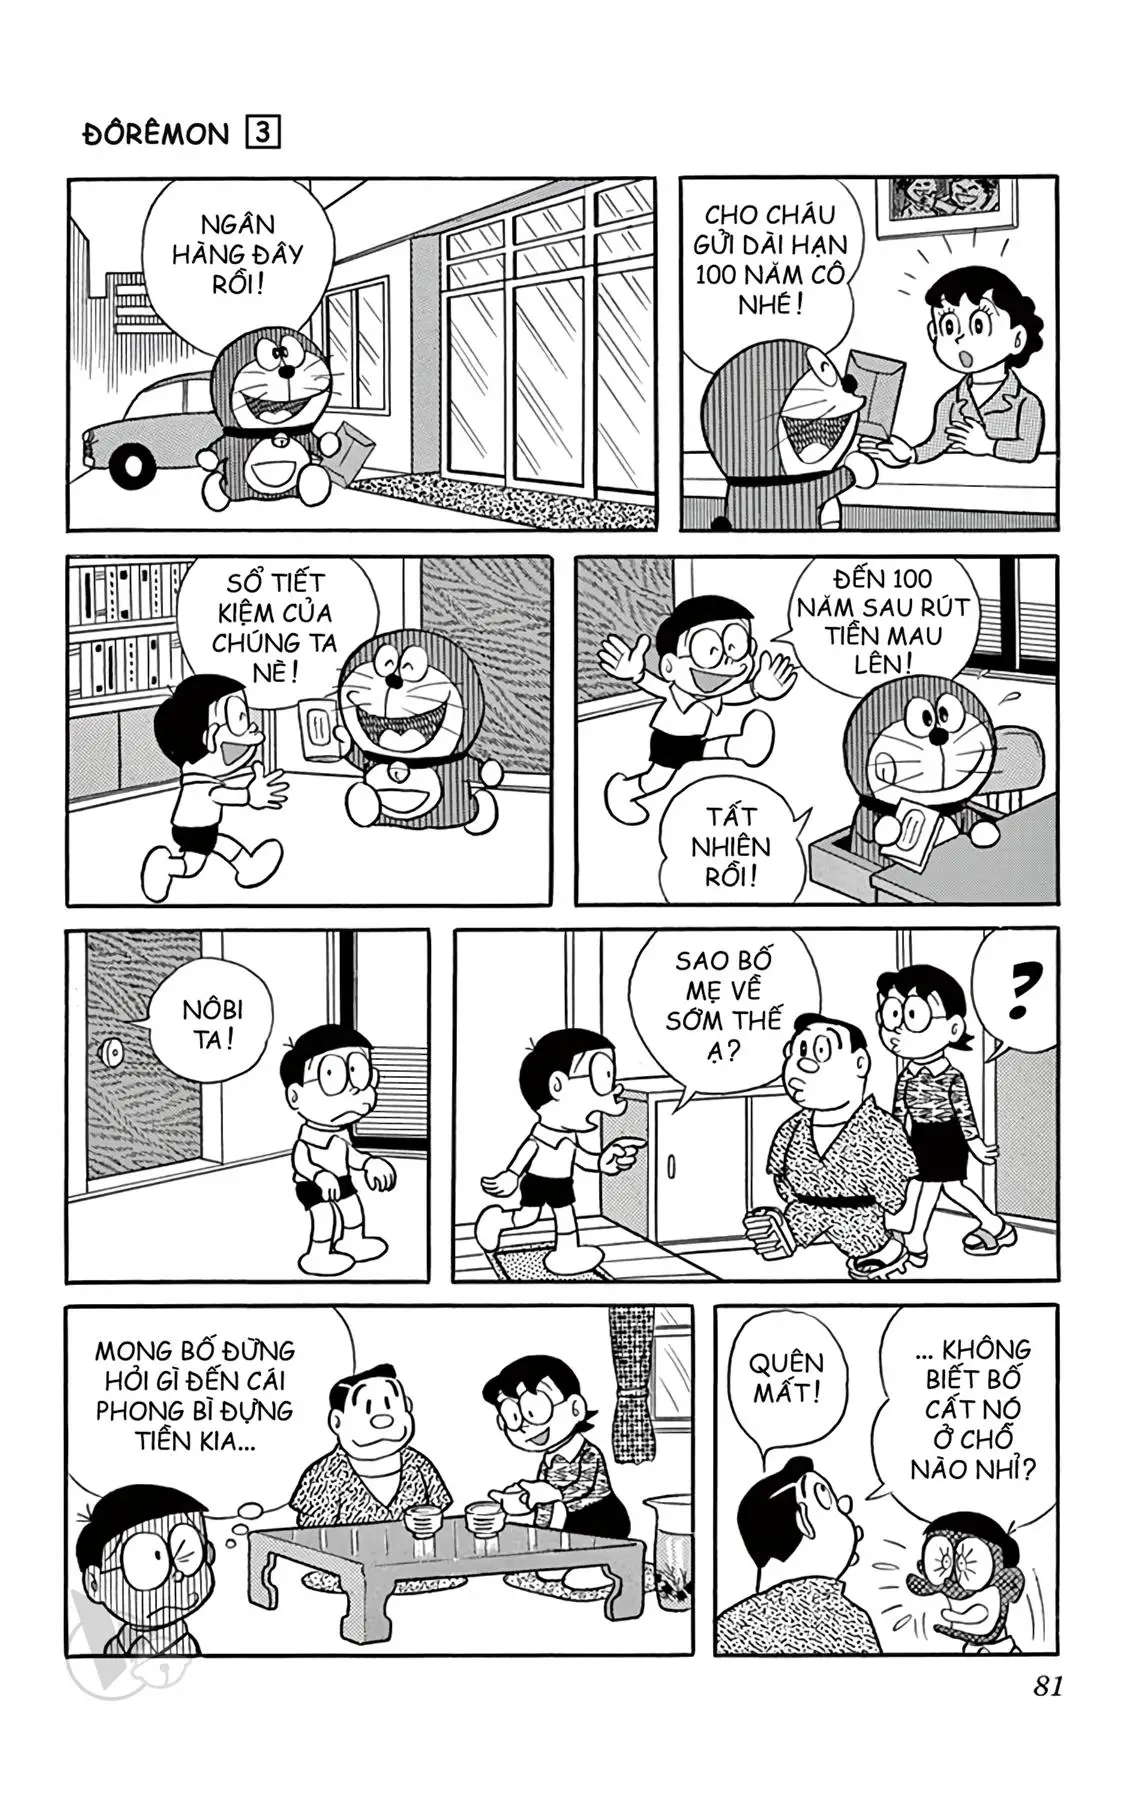 ĐÔRÊMON 3
NGÂN
HÀNG ĐÂY
RỒI!
CHO CHÁU
GỬI DÀI HẠN
100 NĂM CÔ
NHÉ!
SỔ TIẾT
KIỆM CỦA
CHÚNG TA
NÈ!
ĐẾN 100
NĂM SAU RÚT
TIỀN MAU
LÊN!
TẤT
NHIÊN
RỒI!
NÔBI
TA!
SAO BỐ
MẸ VỀ
SỚM THẾ
Ạ?
?
MONG BỐ ĐỪNG
HỎI GÌ ĐẾN CÁI
PHONG BÌ ĐỰNG
TIỀN KIA...
QUÊN
MẤT!
... KHÔNG
BIẾT BỐ
CẤT NÓ
Ở CHỖ
NÀO NHỈ?
81